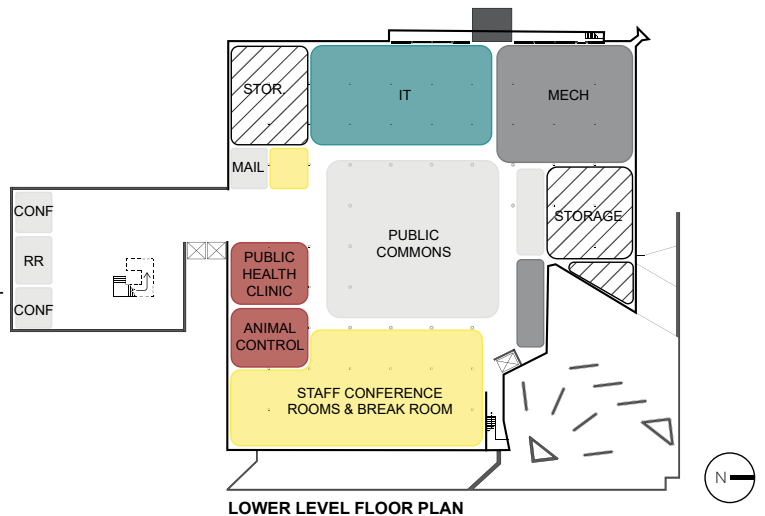 STOR.
IT
MECH
MAIL
CONF
RR
CONF
PUBLIC
HEALTH
CLINIC
ANIMAL
CONTROL
PUBLIC
COMMONS
STORAGE
STAFF CONFERENCE
ROOMS & BREAK ROOM
N
LOWER LEVEL FLOOR PLAN